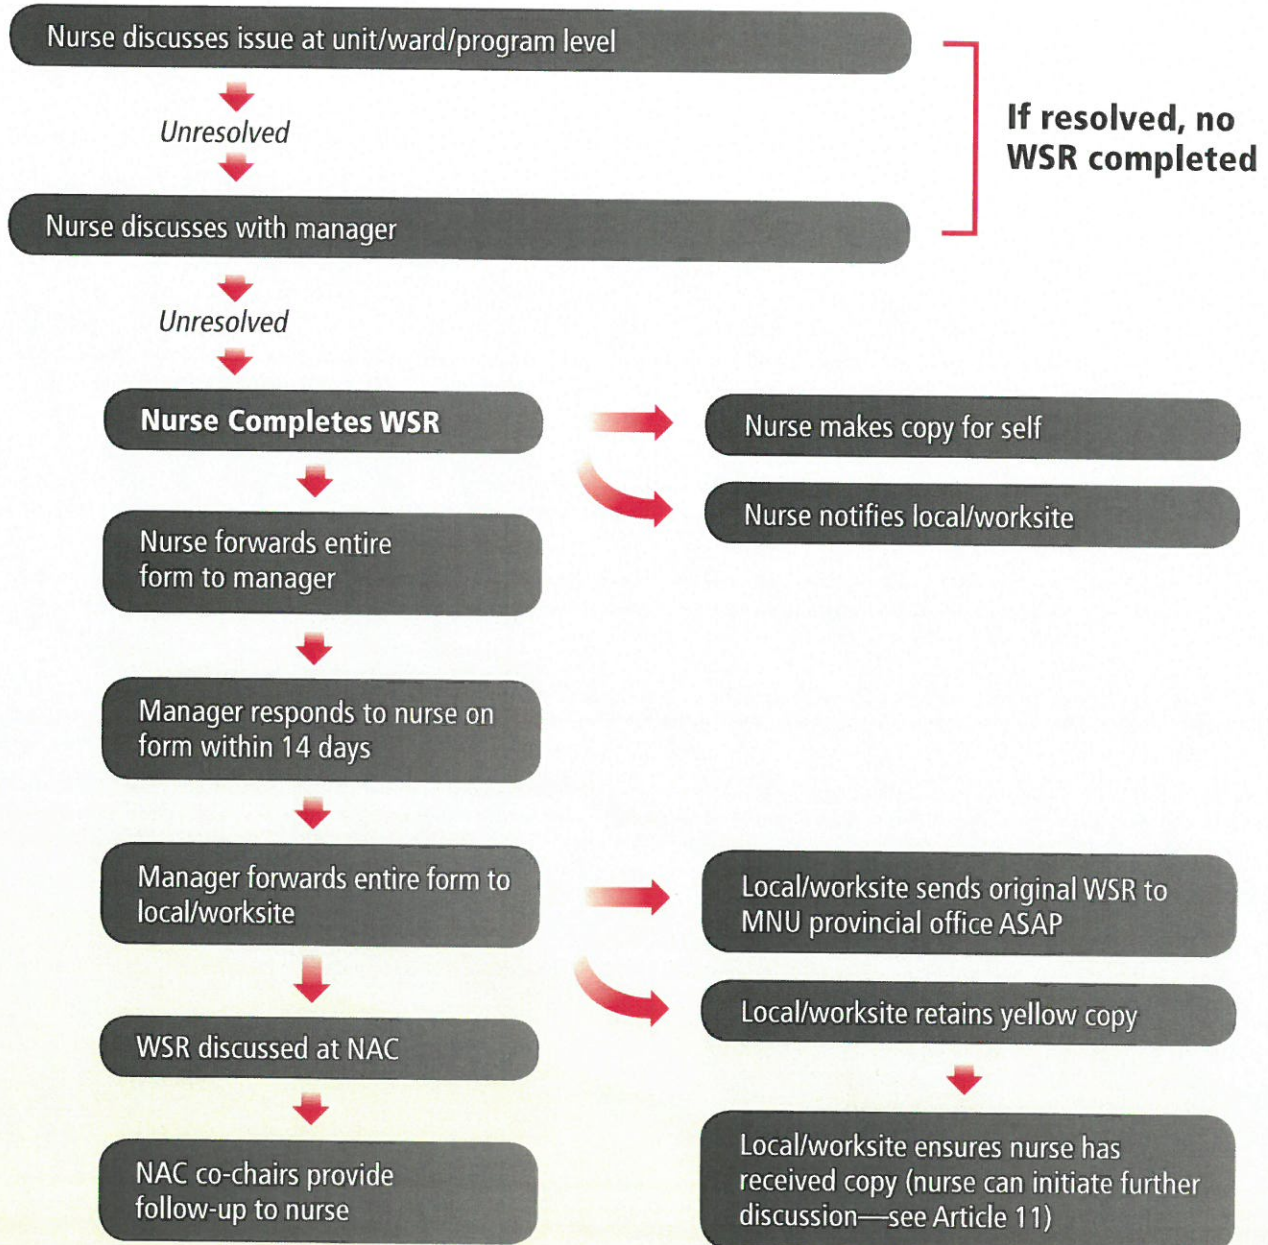 Nurse discusses issue at unit/ward/program level
Unresolved
If resolved, no
WSR completed
Nurse discusses with manager
Unresolved
Nurse Completes WSR
Nurse makes copy for self
Nurse notifies local/worksite
Nurse forwards entire
form to manager
Manager responds to nurse on
form within 14 days
Manager forwards entire form to
local/worksite
Local/worksite sends original WSR to
MNU provincial office ASAP
Local/worksite retains yellow copy
WSR discussed at NAC
NAC co-chairs provide
follow-up to nurse
Local/worksite ensures nurse has
received copy (nurse can initiate further
discussion—see Article 11)